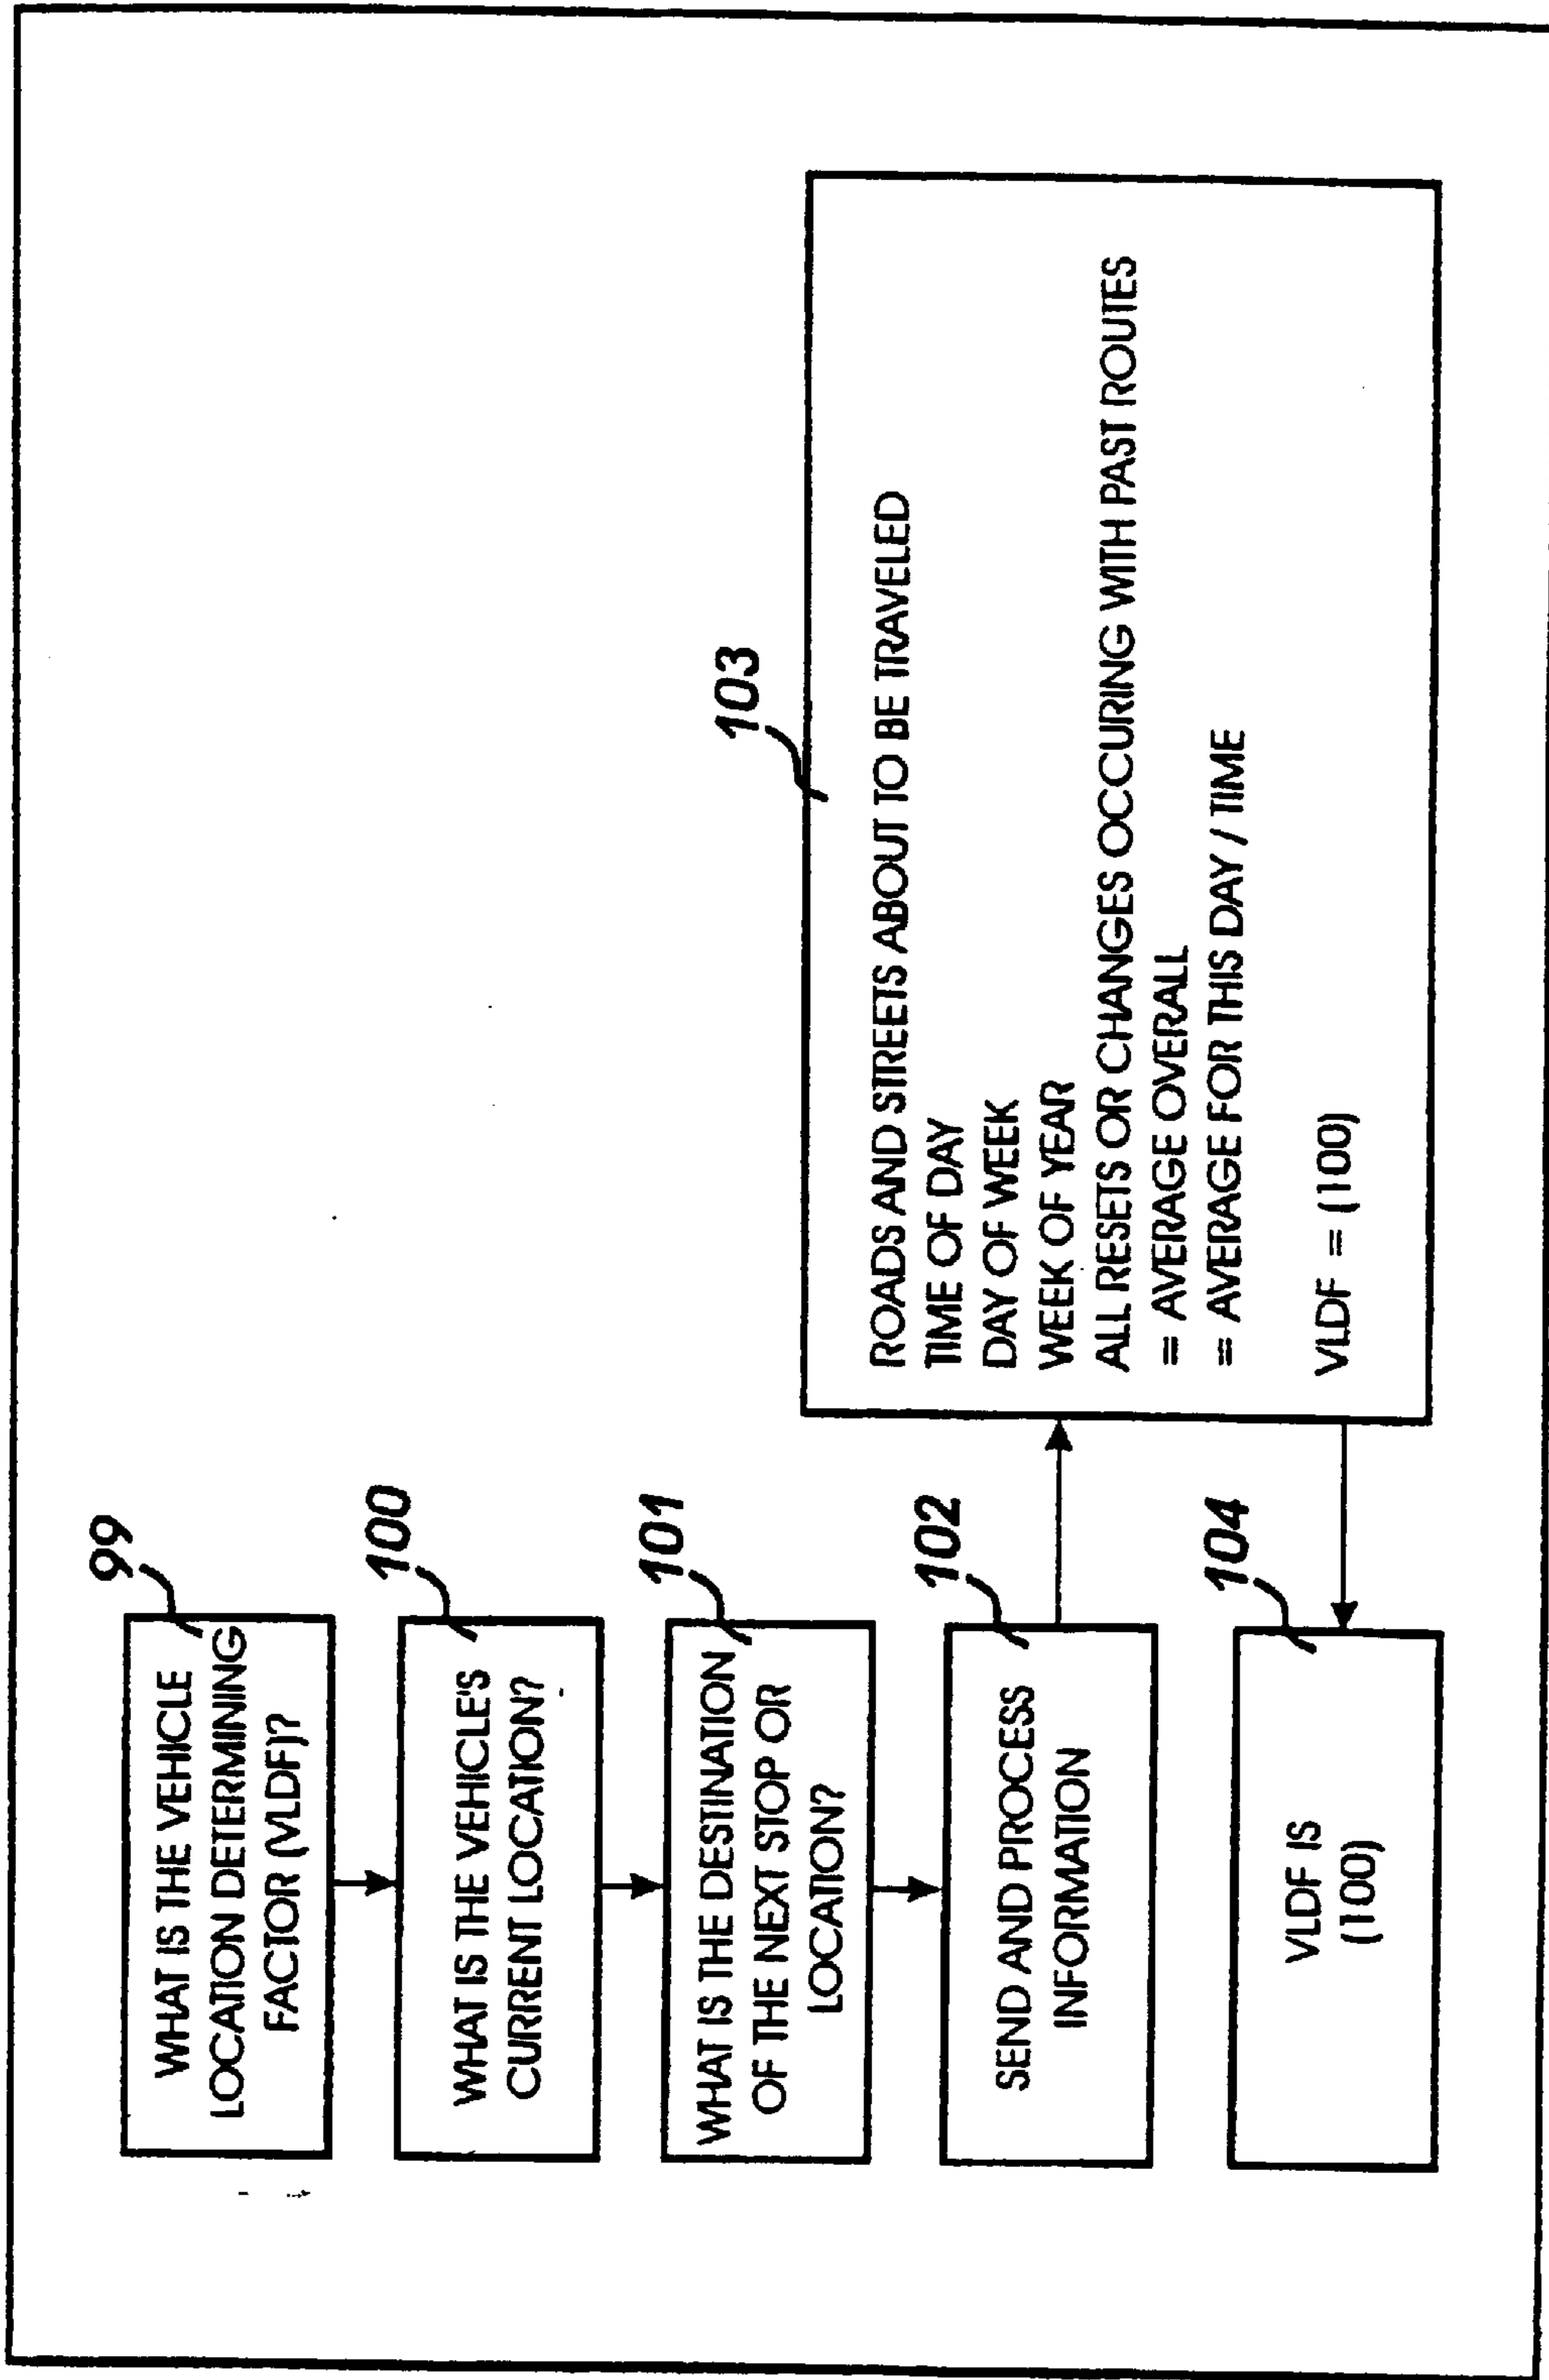 99
WHAT IS THE VEHICLE
LOCATION DETERMINING
FACTOR (VLDF)?
100
WHAT IS THE VEHICLE'S
CURRENT LOCATION?
101
WHAT IS THE DESTINATION
OF THE NEXT STOP OR
LOCATION?
102
SEND AND PROCESS
INFORMATION
103
ROADS AND STREETS ABOUT TO BE TRAVELED
TIME OF DAY
DAY OF WEEK
WEEK OF YEAR
ALL RESETS OR CHANGES OCCURING WITH PAST ROUTES
= AVERAGE OVERALL
= AVERAGE FOR THIS DAY / TIME
VLDF = (100)
104
VLDF IS
(100)